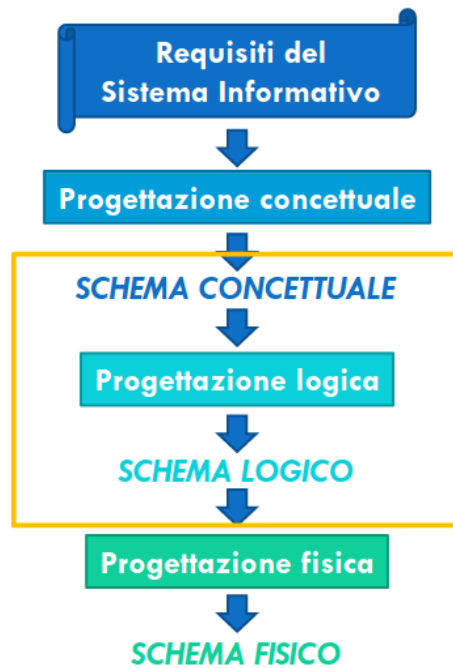 Requisiti del
Sistema Informativo
Progettazione concettuale
SCHEMA CONCETTUALE
Progettazione logica
SCHEMA LOGICO
Progettazione fisica
SCHEMA FISICO